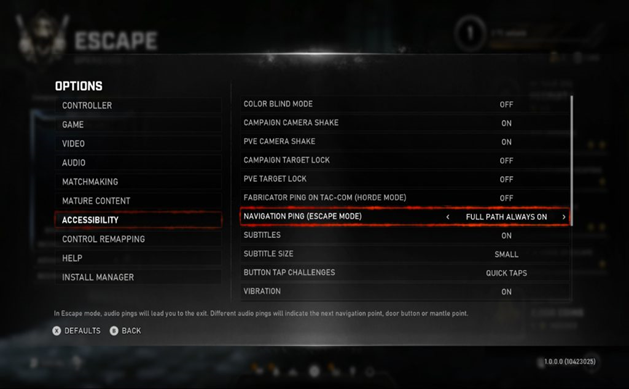 ESCAPE
1
OPTIONS
CONTROLLER
GAME
VIDEO
AUDIO
MATCHMAKING
MATURE CONTENT
ACCESSIBILITY
CONTROL REMAPPING
HELP
INSTALL MANAGER
COLOR BLIND MODE OFF
CAMPAIGN CAMERA SHAKE ON
PVE CAMERA SHAKE ON
CAMPAIGN TARGET LOCK OFF
PVE TARGET LOCK OFF
FABRICATOR PING ON TAC-COM (HORDE MODE) OFF
NAVIGATION PING (ESCAPE MODE) ‹ FULL PATH ALWAYS ON ›
SUBTITLES ON
SUBTITLE SIZE SMALL
BUTTON TAP CHALLENGES QUICK TAPS
VIBRATION ON
In Escape mode, audio pings will lead you to the exit. Different audio pings will indicate the next navigation point, door button or mantle point.
X DEFAULTS B BACK
1.0.0.0 (10423025)